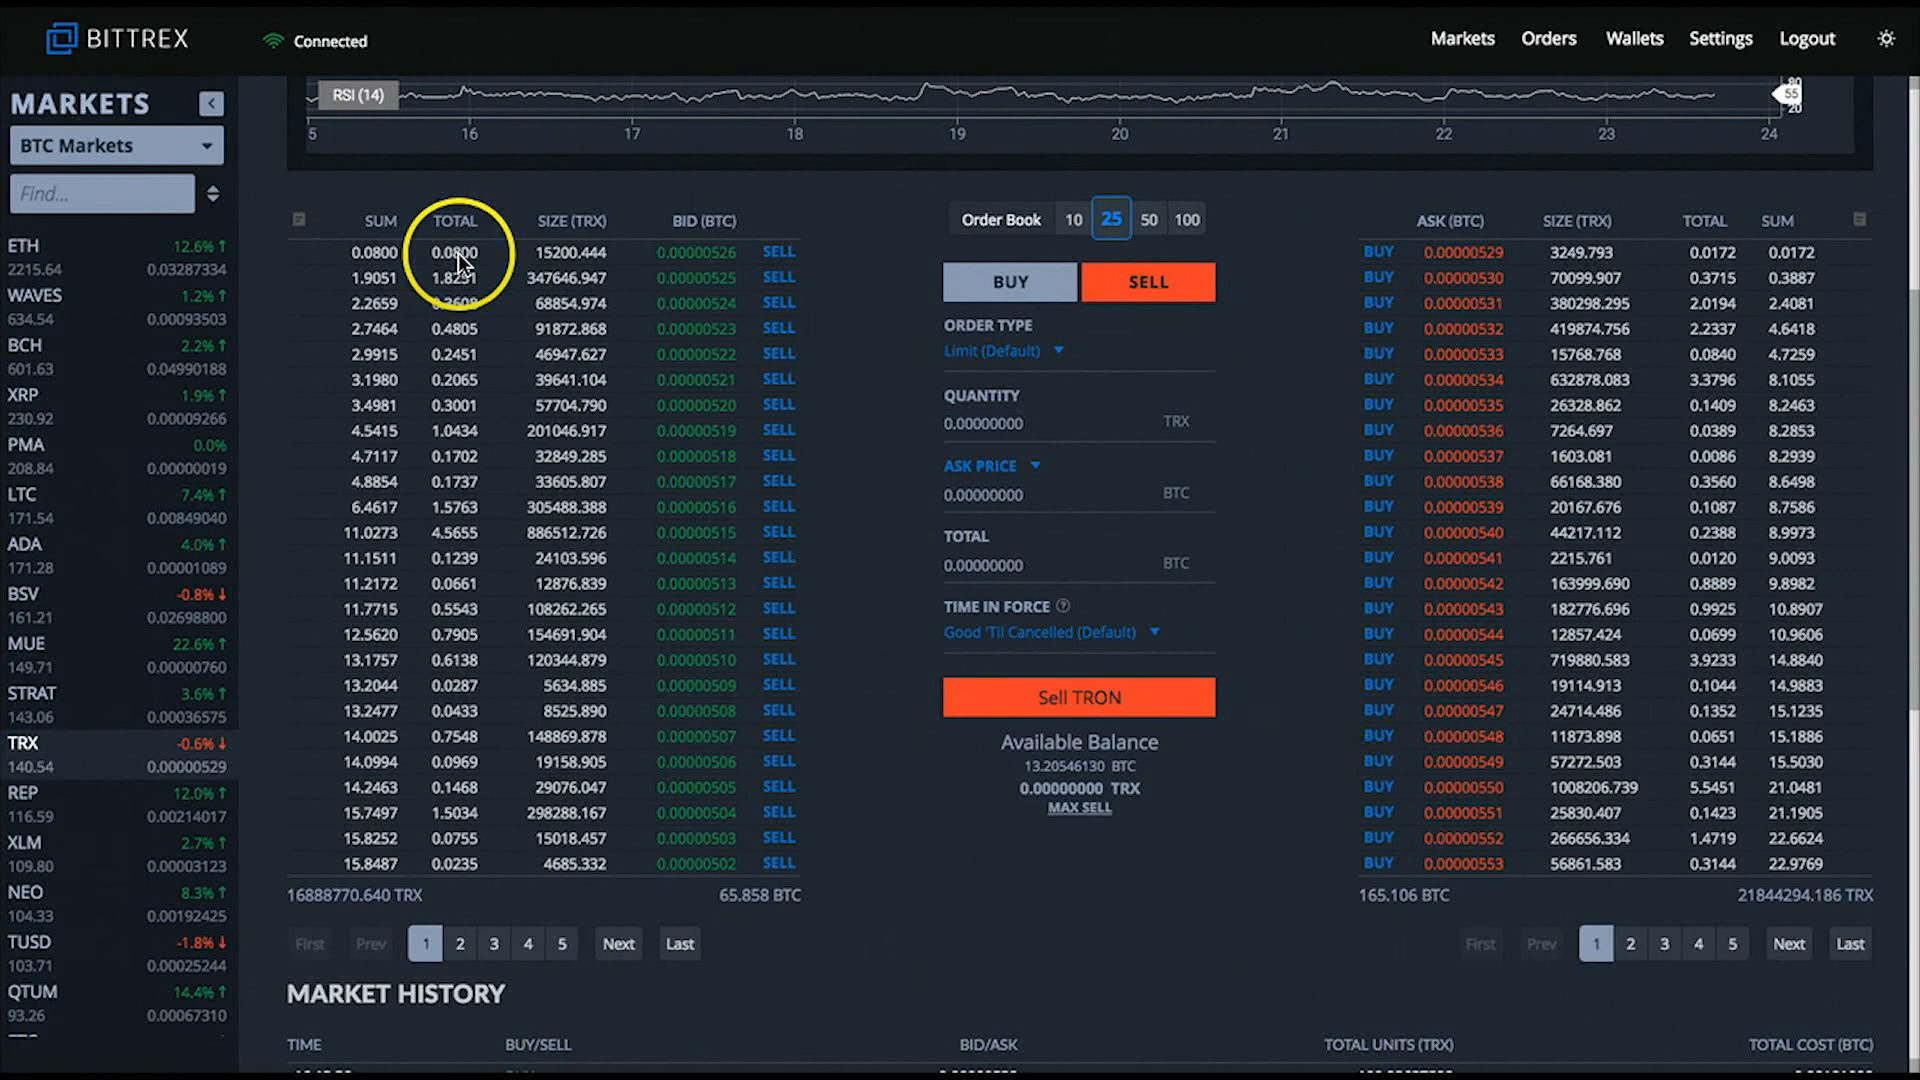 BITTREX Connected Markets Orders Wallets Settings Logout
MARKETS
BTC Markets
Find...
ETH 12.6% ↑
2215.64 0.03287334
WAVES 1.2% ↑
634.54 0.00093503
BCH 2.2% ↑
601.63 0.04990188
XRP 1.9% ↑
230.92 0.00009266
PMA 0.0%
208.84 0.00000019
LTC 7.4% ↑
171.54 0.00849040
ADA 4.0% ↑
171.28 0.00001089
BSV -0.8% ↓
161.21 0.02698800
MUE 22.6% ↑
149.71 0.00000760
STRAT 3.6% ↑
143.06 0.00036575
TRX -0.6% ↓
140.54 0.00000529
REP 12.0% ↑
116.59 0.00214017
XLM 2.7% ↑
109.80 0.00003123
NEO 8.3% ↑
104.33 0.00192425
TUSD -1.8% ↓
103.71 0.00025244
QTUM 14.4% ↑
93.26 0.00067310
RSI (14)
80
55
20
5 16 17 18 19 20 21 22 23 24
SUM TOTAL SIZE (TRX) BID (BTC)
0.0800 0.0800 15200.444 0.00000526 SELL
1.9051 347646.947 0.00000525 SELL
2.2659 68854.974 0.00000524 SELL
2.7464 0.4805 91872.868 0.00000523 SELL
2.9915 0.2451 46947.627 0.00000522 SELL
3.1980 0.2065 39641.104 0.00000521 SELL
3.4981 0.3001 57704.790 0.00000520 SELL
4.5415 1.0434 201046.917 0.00000519 SELL
4.7117 0.1702 32849.285 0.00000518 SELL
4.8854 0.1737 33605.807 0.00000517 SELL
6.4617 1.5763 305488.388 0.00000516 SELL
11.0273 4.5655 886512.726 0.00000515 SELL
11.1511 0.1239 24103.596 0.00000514 SELL
11.2172 0.0661 12876.839 0.00000513 SELL
11.7715 0.5543 108262.265 0.00000512 SELL
12.5620 0.7905 154691.904 0.00000511 SELL
13.1757 0.6138 120344.879 0.00000510 SELL
13.2044 0.0287 5634.885 0.00000509 SELL
13.2477 0.0433 8525.890 0.00000508 SELL
14.0025 0.7548 148869.878 0.00000507 SELL
14.0994 0.0969 19158.905 0.00000506 SELL
14.2463 0.1468 29076.047 0.00000505 SELL
15.7497 1.5034 298288.167 0.00000504 SELL
15.8252 0.0755 15018.457 0.00000503 SELL
15.8487 0.0235 4685.332 0.00000502 SELL
16888770.640 TRX 65.858 BTC
First Prev 1 2 3 4 5 Next Last
Order Book 10 25 50 100
BUY SELL
ORDER TYPE
Limit (Default)
QUANTITY
0.00000000 TRX
ASK PRICE
0.00000000 BTC
TOTAL
0.00000000 BTC
TIME IN FORCE ?
Good 'Til Cancelled (Default)
Sell TRON
Available Balance
13.20546130 BTC
0.00000000 TRX
MAX SELL
ASK (BTC) SIZE (TRX) TOTAL SUM
BUY 0.00000529 3249.793 0.0172 0.0172
BUY 0.00000530 70099.907 0.3715 0.3887
BUY 0.00000531 380298.295 2.0194 2.4081
BUY 0.00000532 419874.756 2.2337 4.6418
BUY 0.00000533 15768.768 0.0840 4.7259
BUY 0.00000534 632878.083 3.3796 8.1055
BUY 0.00000535 26328.862 0.1409 8.2463
BUY 0.00000536 7264.697 0.0389 8.2853
BUY 0.00000537 1603.081 0.0086 8.2939
BUY 0.00000538 66168.380 0.3560 8.6498
BUY 0.00000539 20167.676 0.1087 8.7586
BUY 0.00000540 44217.112 0.2388 8.9973
BUY 0.00000541 2215.761 0.0120 9.0093
BUY 0.00000542 163999.690 0.8889 9.8982
BUY 0.00000543 182776.696 0.9925 10.8907
BUY 0.00000544 12857.424 0.0699 10.9606
BUY 0.00000545 719880.583 3.9233 14.8840
BUY 0.00000546 19114.913 0.1044 14.9883
BUY 0.00000547 24714.486 0.1352 15.1235
BUY 0.00000548 11873.898 0.0651 15.1886
BUY 0.00000549 57272.503 0.3144 15.5030
BUY 0.00000550 1008206.739 5.5451 21.0481
BUY 0.00000551 25830.407 0.1423 21.1905
BUY 0.00000552 266656.334 1.4719 22.6624
BUY 0.00000553 56861.583 0.3144 22.9769
165.106 BTC 21844294.186 TRX
First Prev 1 2 3 4 5 Next Last
MARKET HISTORY
TIME BUY/SELL BID/ASK TOTAL UNITS (TRX) TOTAL COST (BTC)